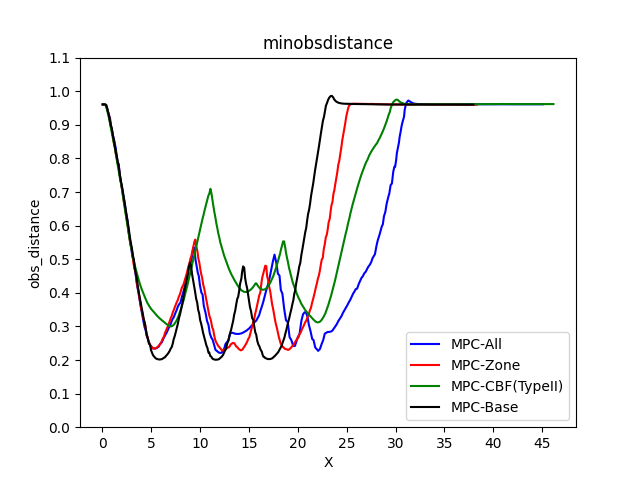 minobsdistance
1.1
1.0
0.9
0.8
0.7
0.6
0.5
0.4
0.3
0.2
0.1
0.0
obs_distance
MPC-All
MPC-Zone
MPC-CBF(TypeII)
MPC-Base
0 5 10 15 20 25 30 35 40 45
X